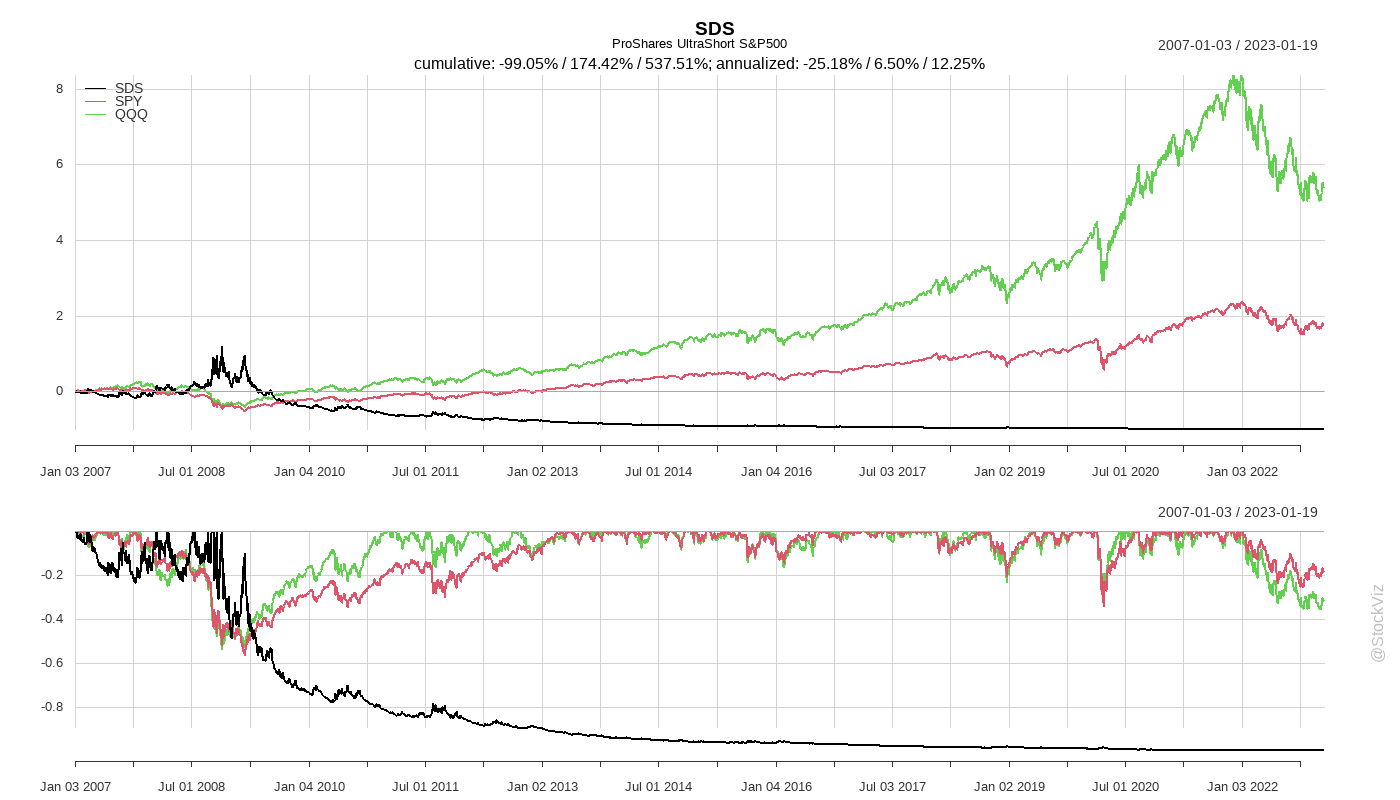 SDS
ProShares UltraShort S&P500
2007-01-03 / 2023-01-19
cumulative: -99.05% / 174.42% / 537.51%; annualized: -25.18% / 6.50% / 12.25%
SDS
SPY
QQQ
8
6
4
2
0
Jan 03 2007 Jul 01 2008 Jan 04 2010 Jul 01 2011 Jan 02 2013 Jul 01 2014 Jan 04 2016 Jul 03 2017 Jan 02 2019 Jul 01 2020 Jan 03 2022
2007-01-03 / 2023-01-19
-0.2
-0.4
-0.6
-0.8
Jan 03 2007 Jul 01 2008 Jan 04 2010 Jul 01 2011 Jan 02 2013 Jul 01 2014 Jan 04 2016 Jul 03 2017 Jan 02 2019 Jul 01 2020 Jan 03 2022
@StockViz